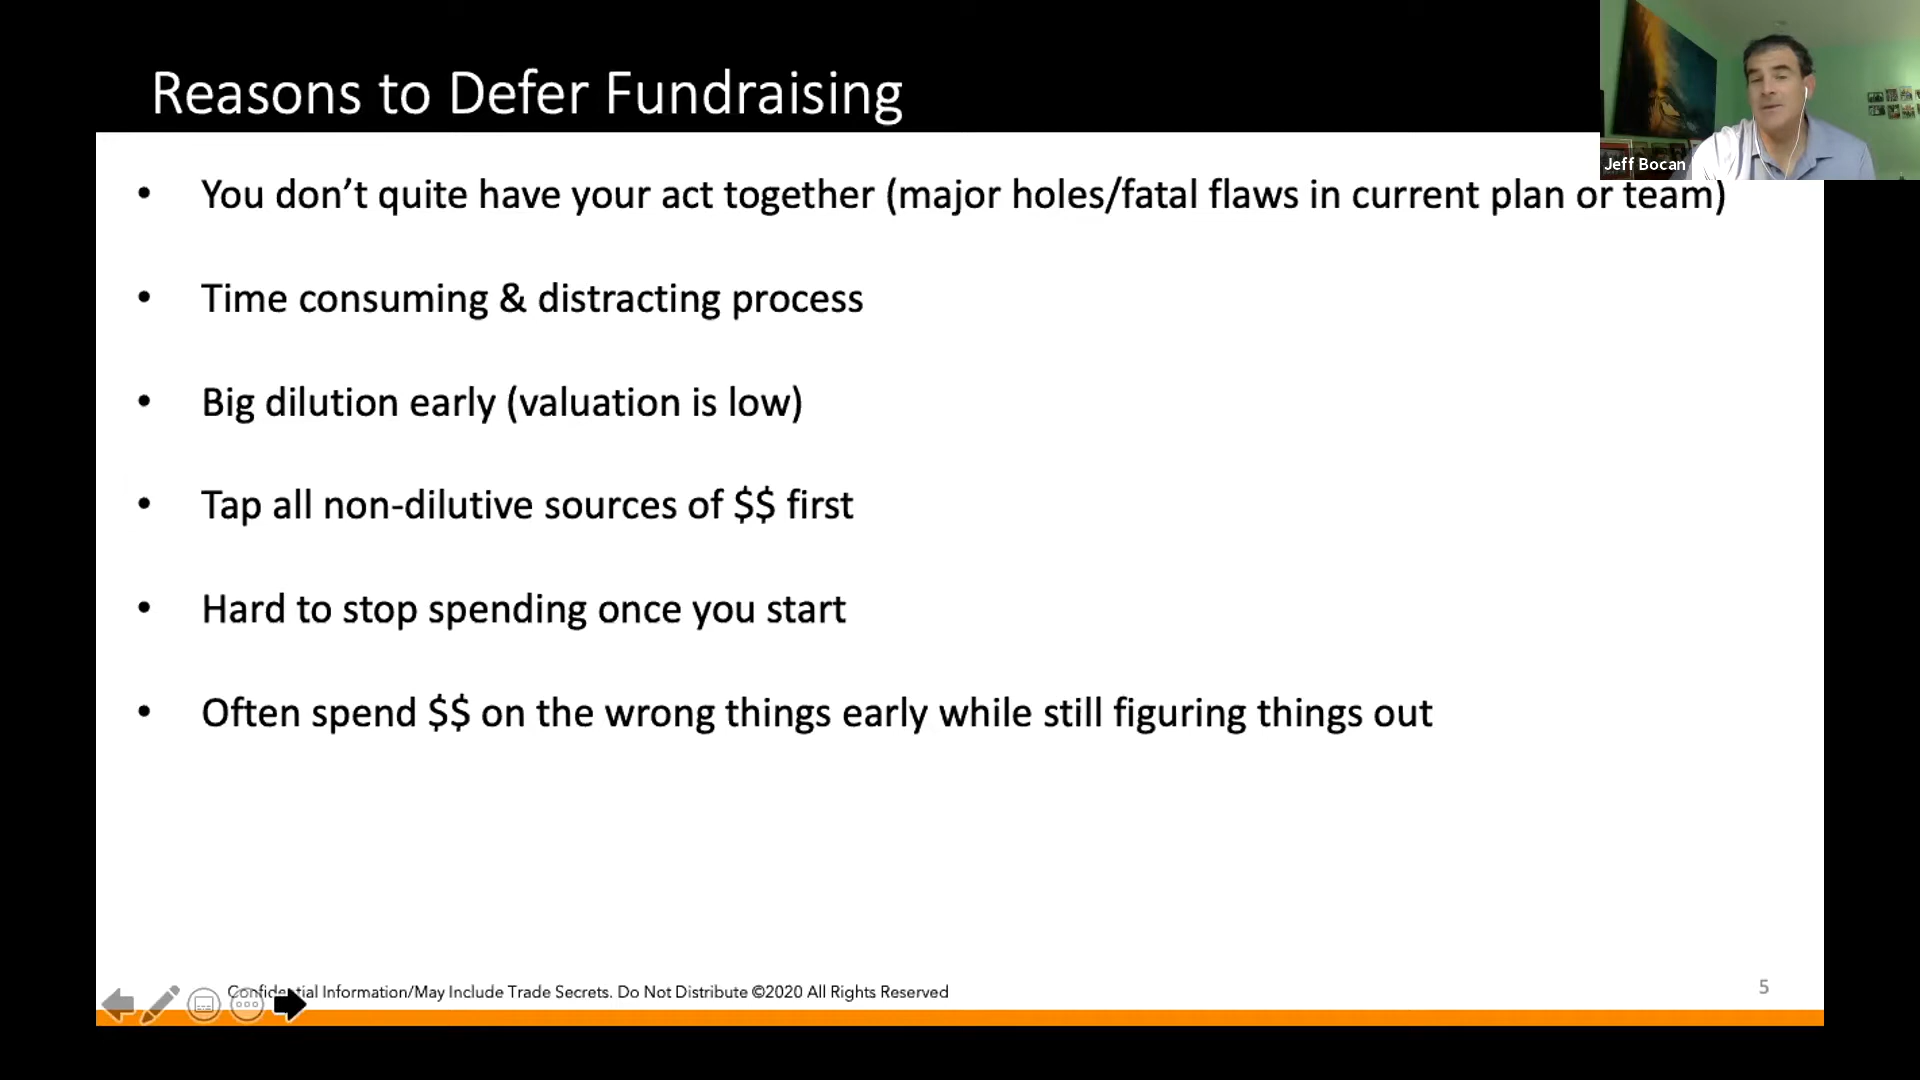 Reasons to Defer Fundraising
Jeff Bocan
• You don’t quite have your act together (major holes/fatal flaws in current plan or team)
• Time consuming & distracting process
• Big dilution early (valuation is low)
• Tap all non-dilutive sources of $$ first
• Hard to stop spending once you start
• Often spend $$ on the wrong things early while still figuring things out
Confidential Information/May Include Trade Secrets. Do Not Distribute ©2020 All Rights Reserved
5